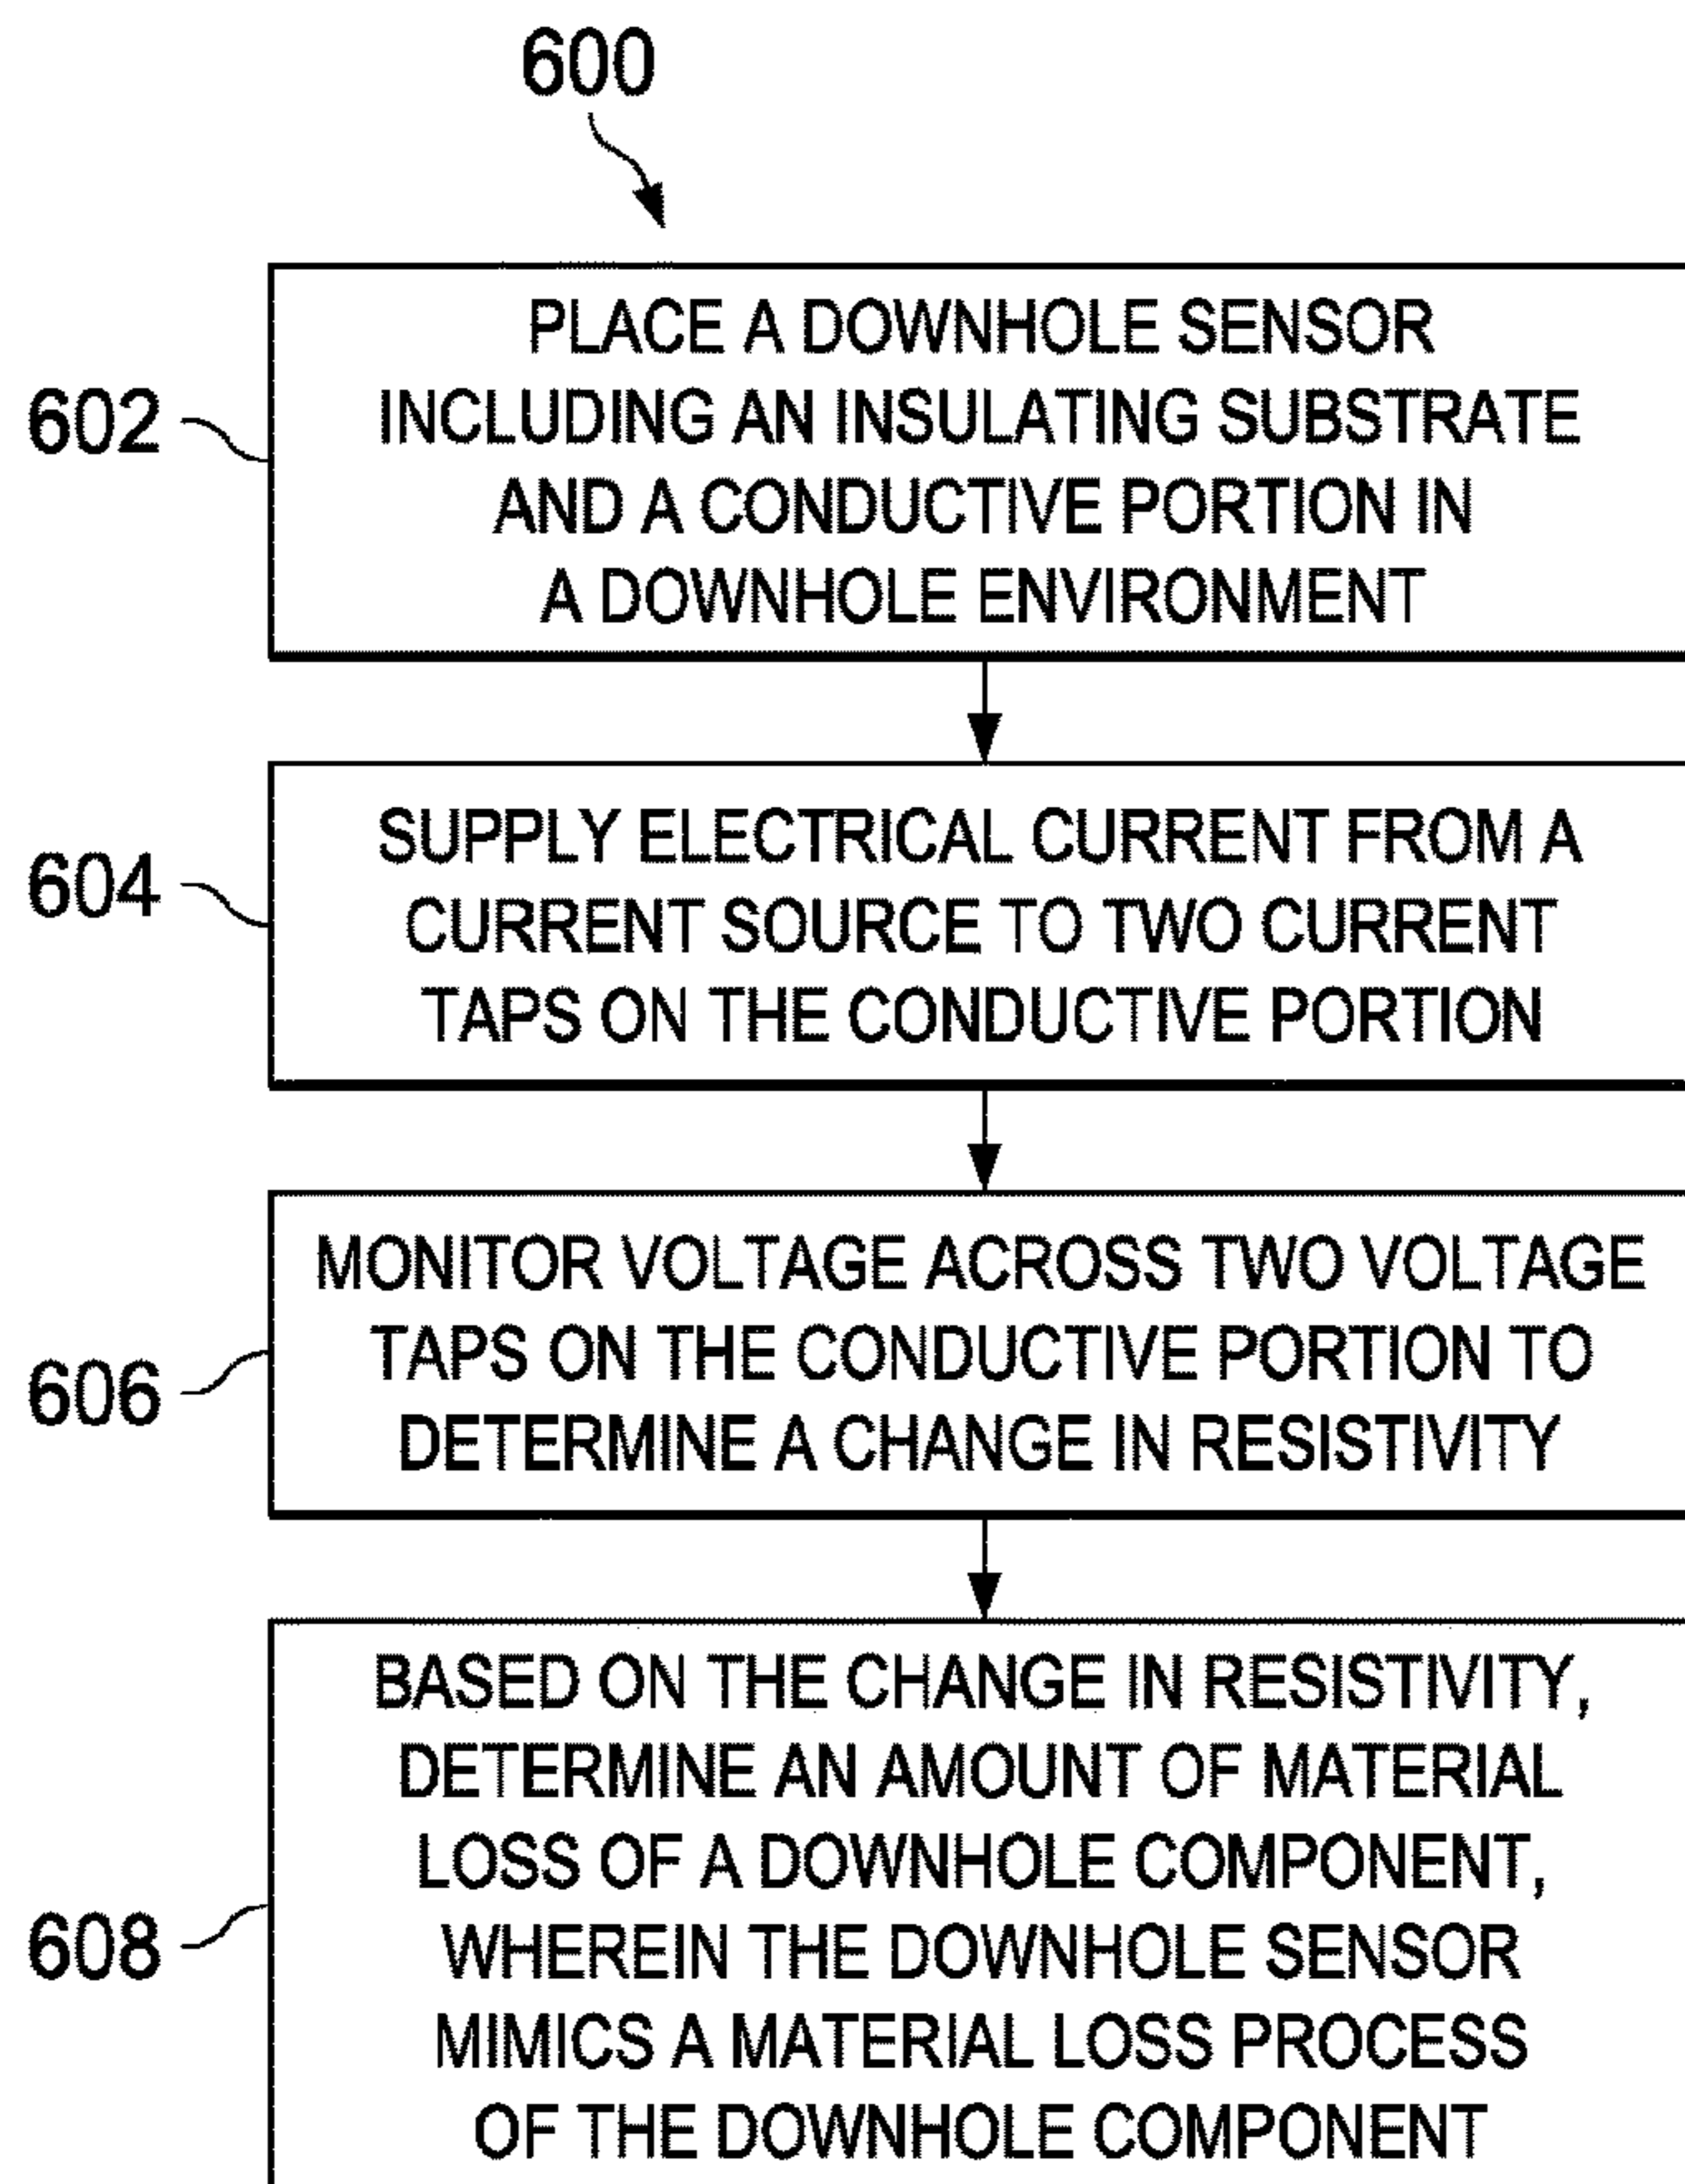 600
602
PLACE A DOWNHOLE SENSOR
INCLUDING AN INSULATING SUBSTRATE
AND A CONDUCTIVE PORTION IN
A DOWNHOLE ENVIRONMENT
604
SUPPLY ELECTRICAL CURRENT FROM A
CURRENT SOURCE TO TWO CURRENT
TAPS ON THE CONDUCTIVE PORTION
606
MONITOR VOLTAGE ACROSS TWO VOLTAGE
TAPS ON THE CONDUCTIVE PORTION TO
DETERMINE A CHANGE IN RESISTIVITY
608
BASED ON THE CHANGE IN RESISTIVITY,
DETERMINE AN AMOUNT OF MATERIAL
LOSS OF A DOWNHOLE COMPONENT,
WHEREIN THE DOWNHOLE SENSOR
MIMICS A MATERIAL LOSS PROCESS
OF THE DOWNHOLE COMPONENT